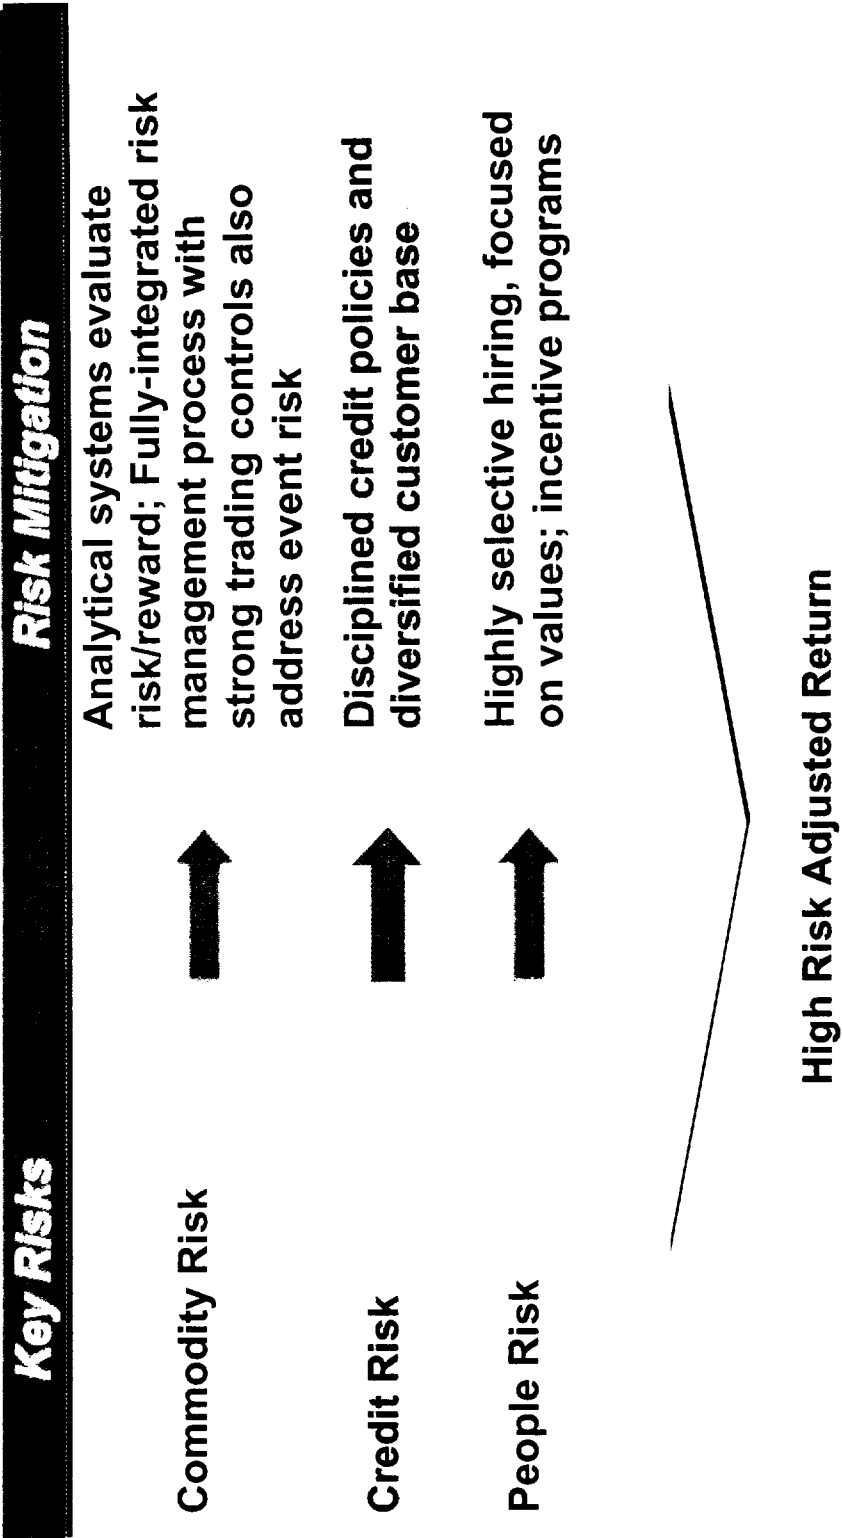 Key Risks
Risk Mitigation
Commodity Risk
Analytical systems evaluate
risk/reward; Fully-integrated risk
management process with
strong trading controls also
address event risk
Credit Risk
Disciplined credit policies and
diversified customer base
People Risk
Highly selective hiring, focused
on values; incentive programs
High Risk Adjusted Return